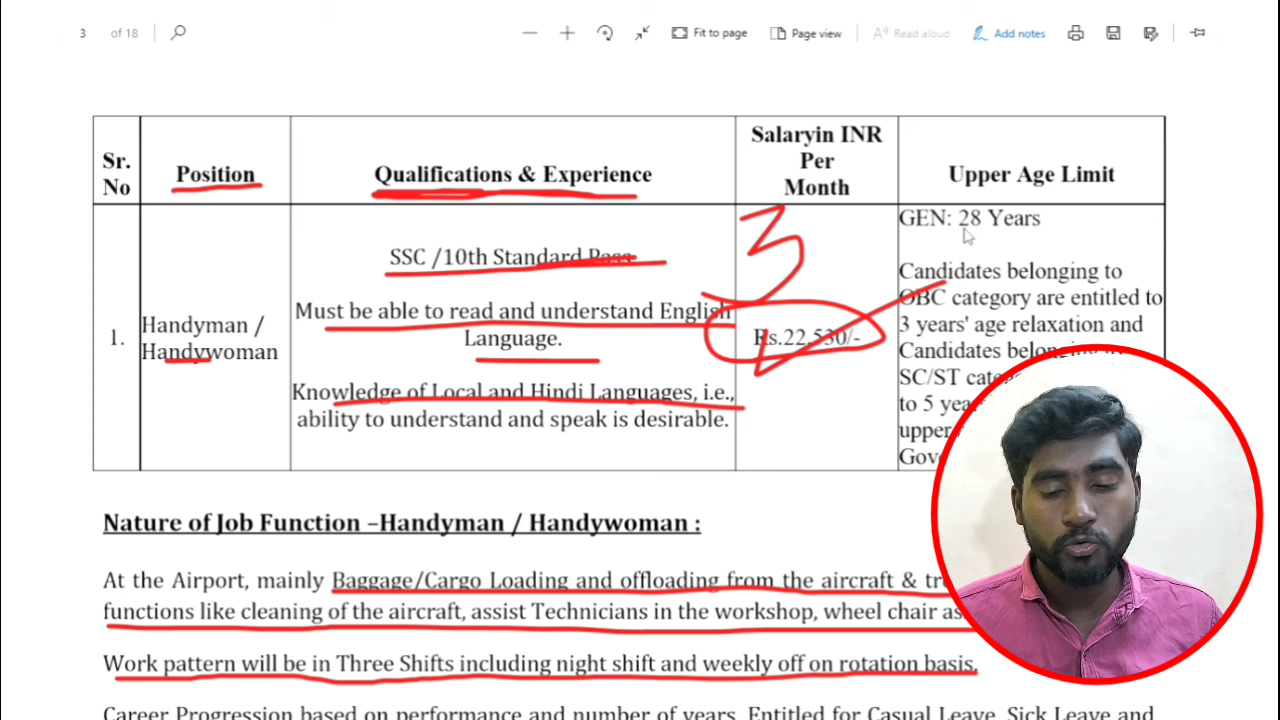 3 of 18
Fit to page
Page view
Read aloud
Add notes
Sr. No
Position
Qualifications & Experience
Salaryin INR
Per
Month
Upper Age Limit
1.
Handyman /
Handywoman
SSC /10th Standard Pass
Must be able to read and understand English
Language.
Knowledge of Local and Hindi Languages, i.e.,
ability to understand and speak is desirable.
3
Rs.22,530/-
GEN: 28 Years
Candidates belonging to
OBC category are entitled to
3 years' age relaxation and
Candidates
SC/ST
to 5
upper
Nature of Job Function –Handyman / Handywoman :
At the Airport, mainly Baggage/Cargo Loading and offloading from the aircraft &
functions like cleaning of the aircraft, assist Technicians in the workshop, wheel chair
Work pattern will be in Three Shifts including night shift and weekly off on rotation basis.
Career Progression based on performance and number of years. Entitled for Casual Leave, Sick Leave and